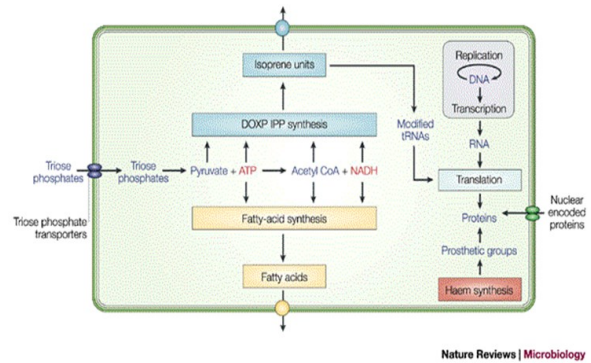 Isoprene units
Replication
DNA
Transcription
DOXP IPP synthesis
Modified
tRNAs
RNA
Triose
phosphates
Triose
phosphates
Pyruvate + ATP
Acetyl CoA + NADH
Translation
Triose phosphate
transporters
Fatty-acid synthesis
Proteins
Nuclear
encoded
proteins
Prosthetic groups
Fatty acids
Haem synthesis
Nature Reviews | Microbiology